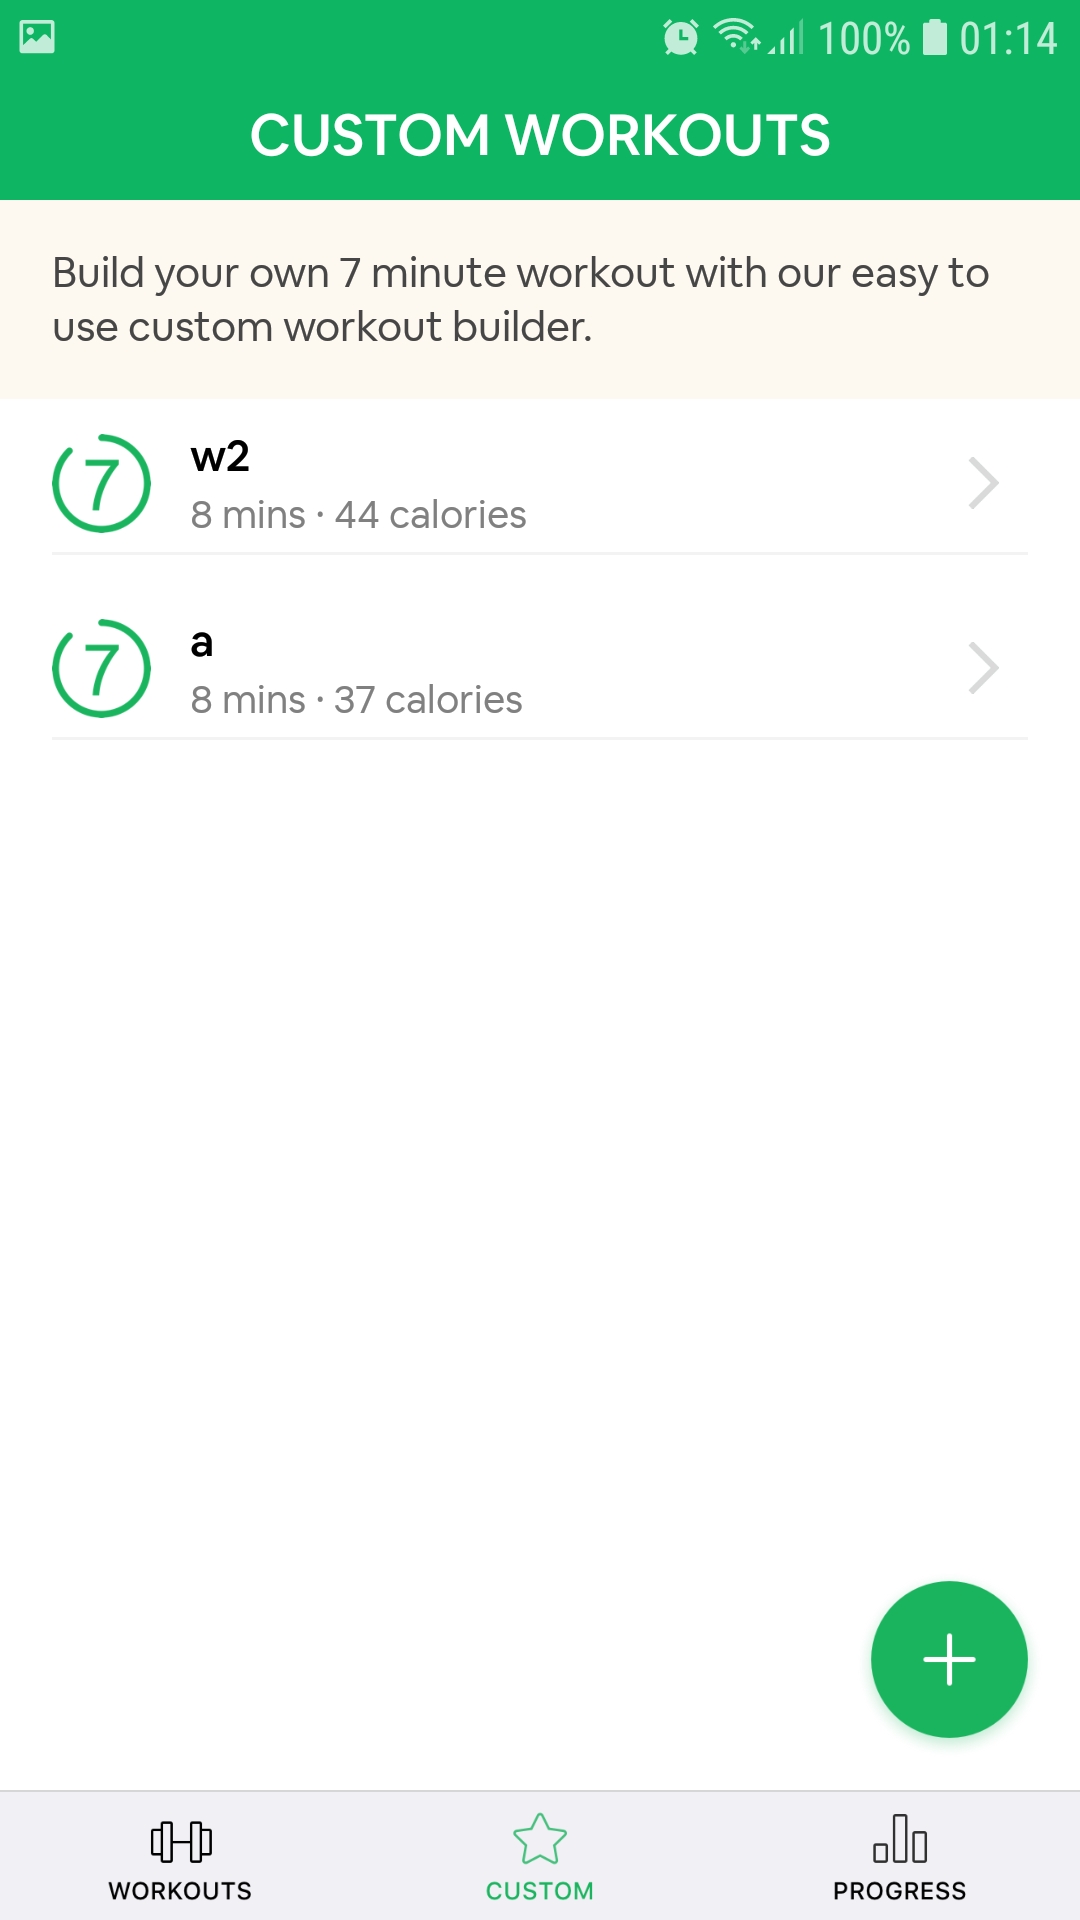 100% 01:14
CUSTOM WORKOUTS
Build your own 7 minute workout with our easy to
use custom workout builder.
7
w2
8 mins · 44 calories
7
a
8 mins · 37 calories
WORKOUTS CUSTOM PROGRESS